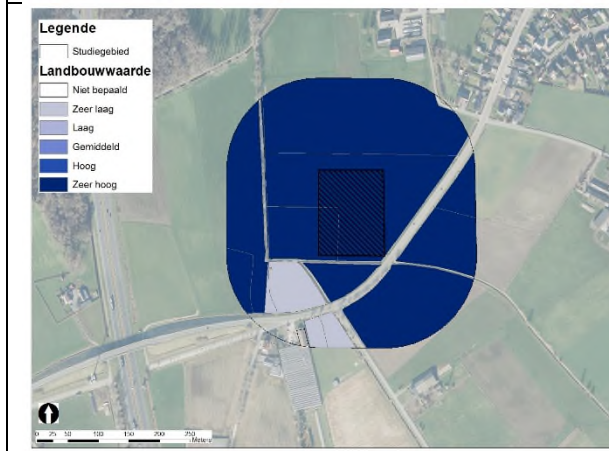 Legende
Studiegebied
Landbouwwaarde
Niet bepaald
Zeer laag
Laag
Gemiddeld
Hoog
Zeer hoog
0 25 50 100 150 200 250
Meters